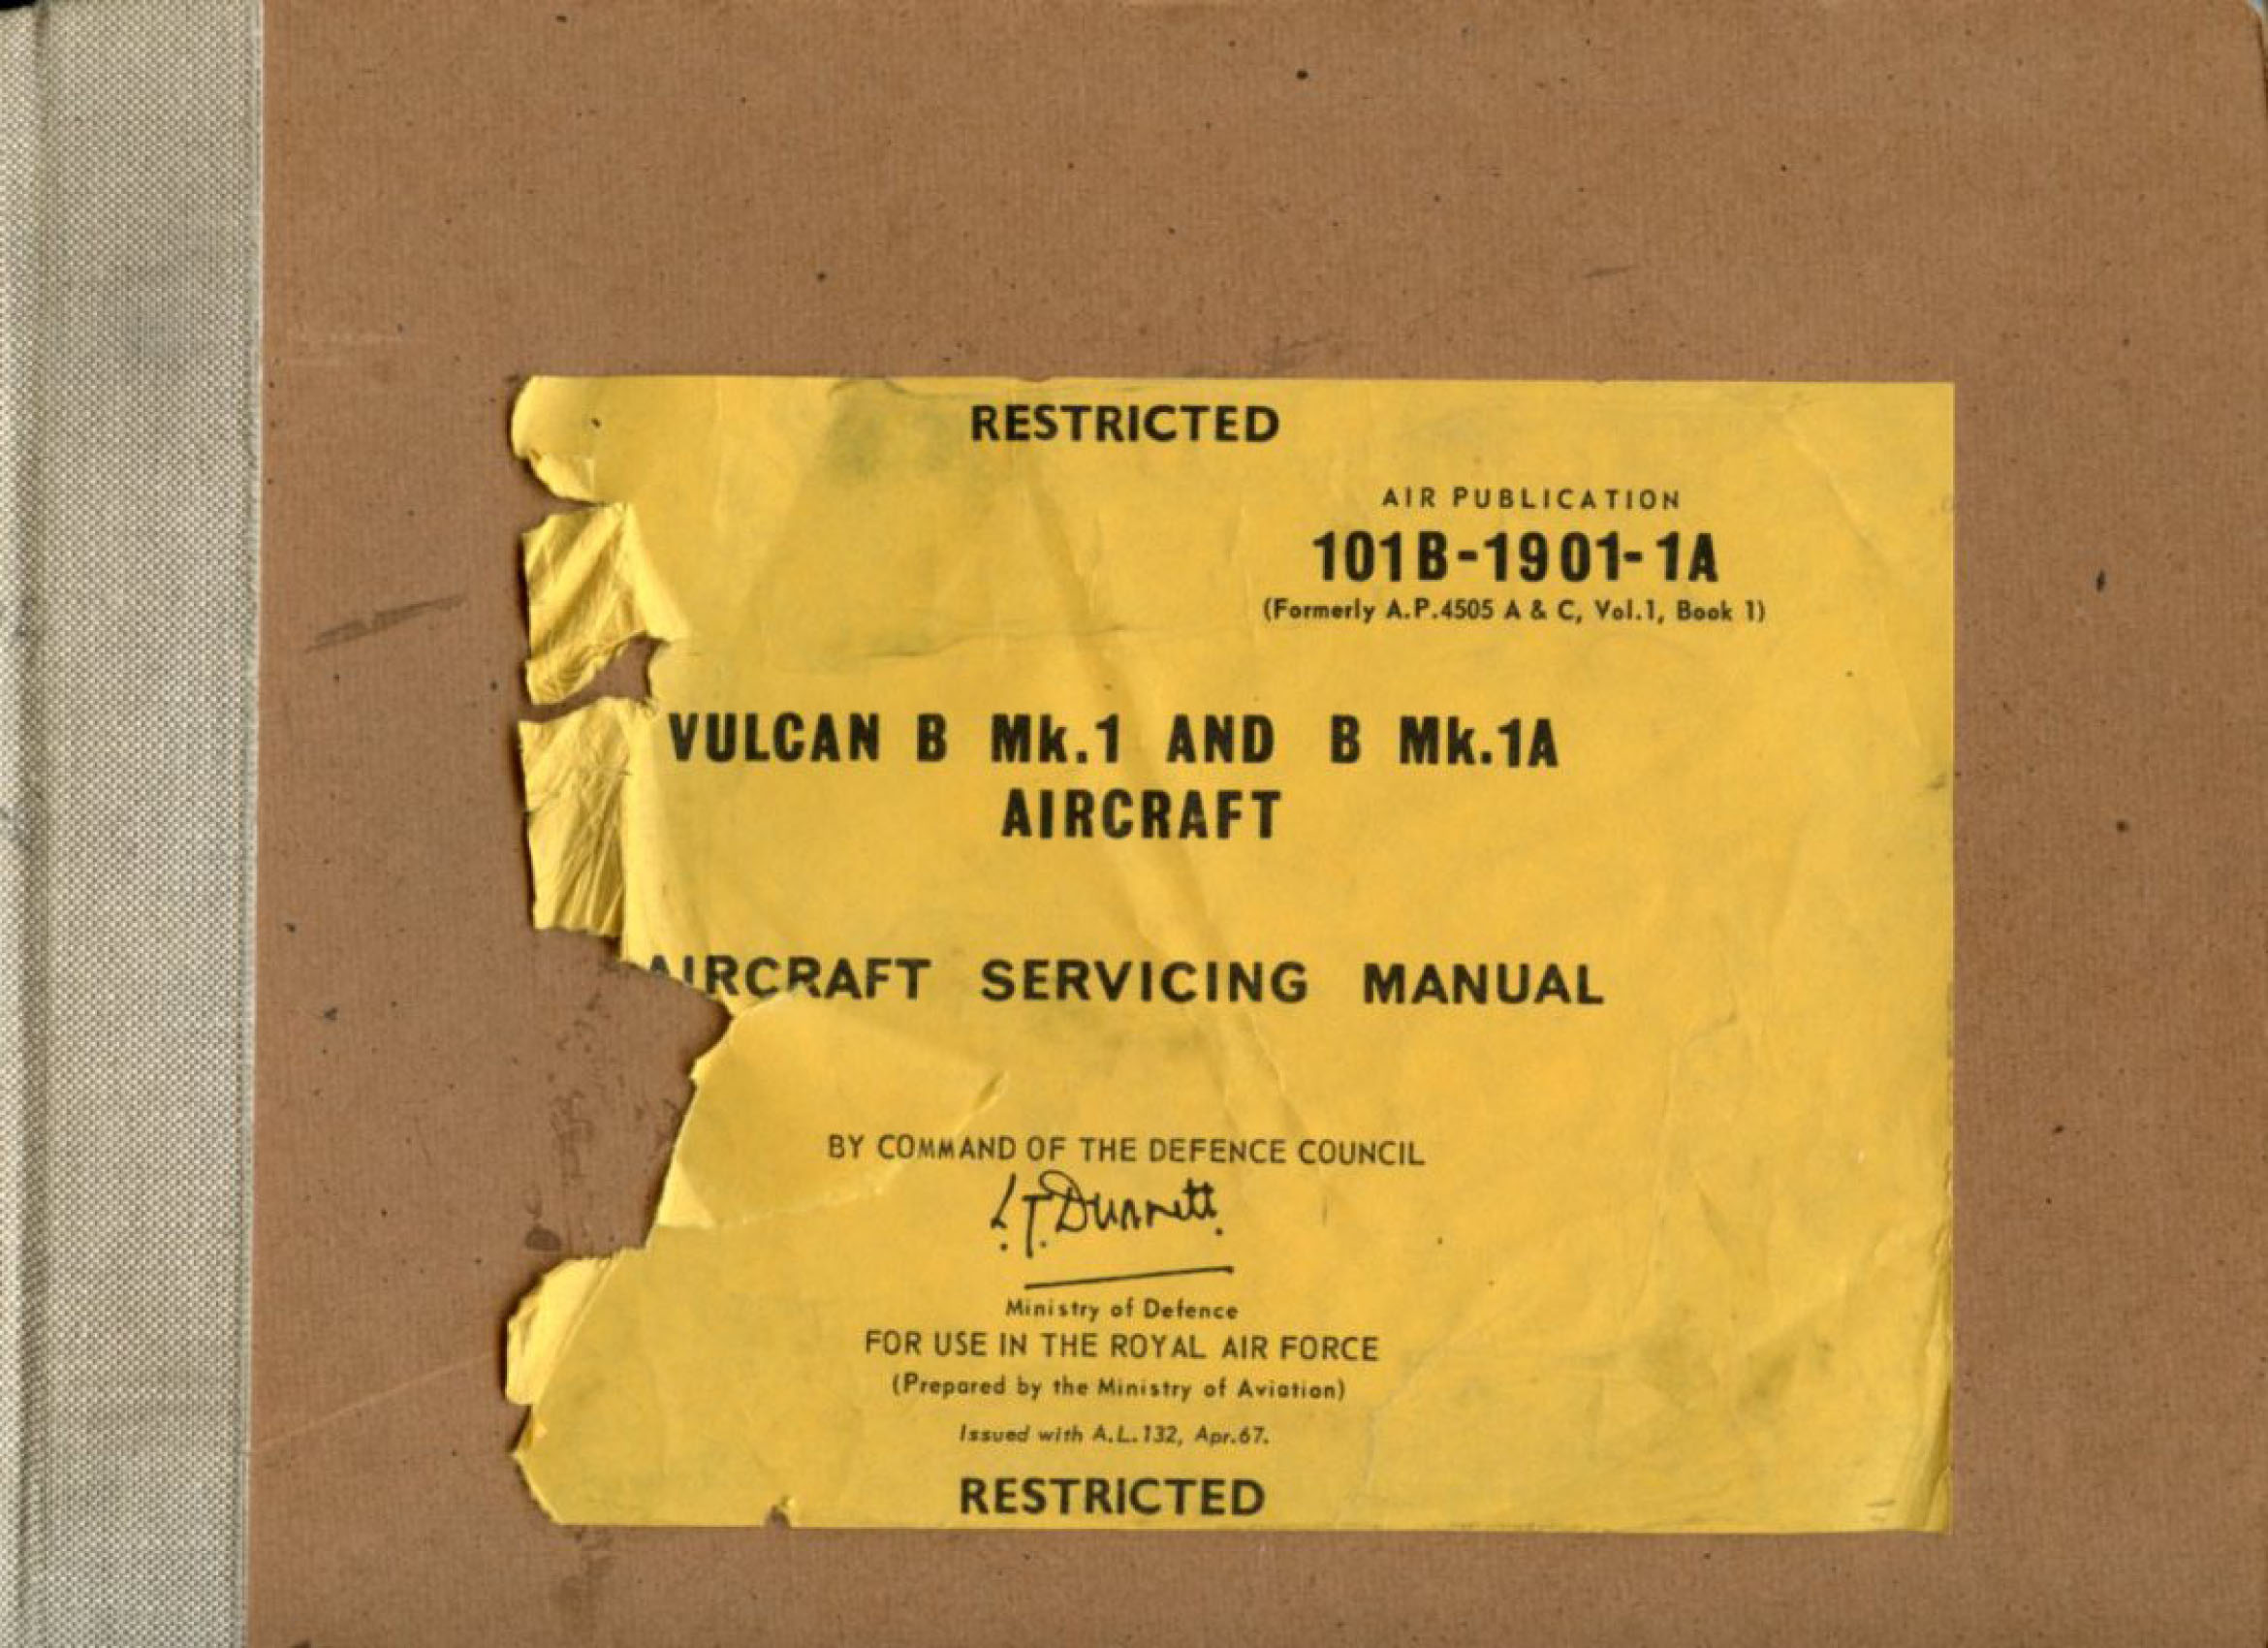 RESTRICTED
AIR PUBLICATION
101B-1901-1A
(Formerly A.P.4505 A & C, Vol.1, Book 1)
VULCAN B Mk.1 AND B Mk.1A
AIRCRAFT
AIRCRAFT SERVICING MANUAL
BY COMMAND OF THE DEFENCE COUNCIL
L.T.Dunnett.
Ministry of Defence
FOR USE IN THE ROYAL AIR FORCE
(Prepared by the Ministry of Aviation)
Issued with A.L.132, Apr.67.
RESTRICTED